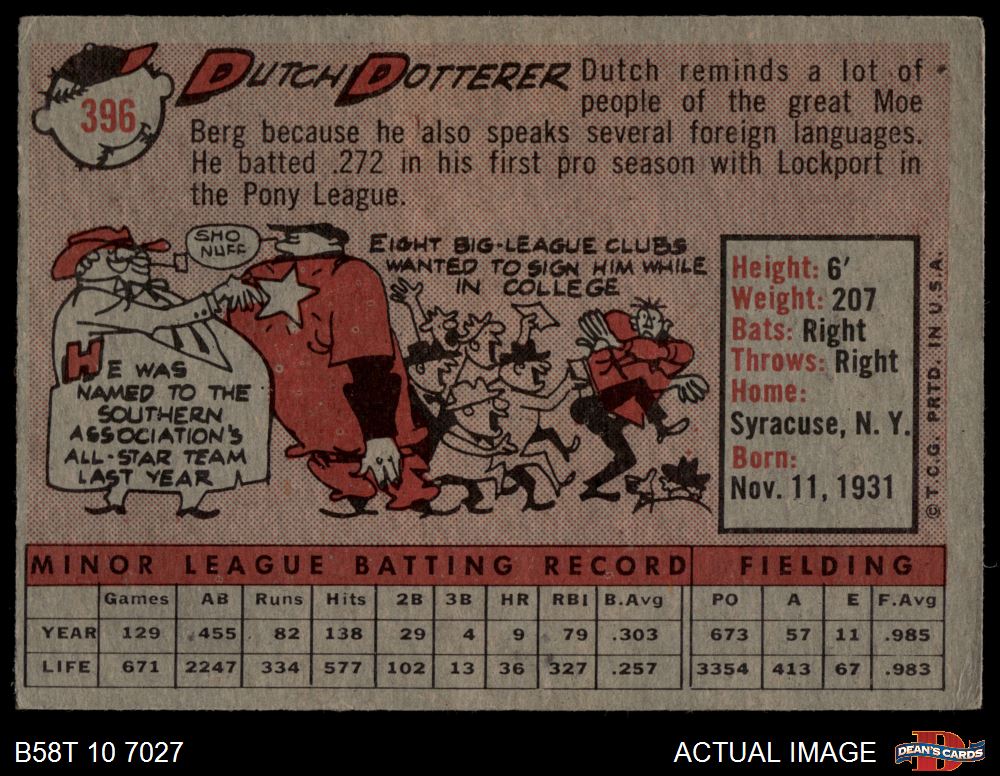 396
DUTCH DOTTERER
Dutch reminds a lot of
people of the great Moe
Berg because he also speaks several foreign languages.
He batted .272 in his first pro season with Lockport in
the Pony League.
SHO
NUFF
HE WAS
NAMED TO THE
SOUTHERN
ASSOCIATION'S
ALL-STAR TEAM
LAST YEAR
EIGHT BIG-LEAGUE CLUBS
WANTED TO SIGN HIM WHILE
IN COLLEGE
Height: 6'
Weight: 207
Bats: Right
Throws: Right
Home:
Syracuse, N. Y.
Born:
Nov. 11, 1931
© T.C.G. PRTD. IN U.S.A.
MINOR LEAGUE BATTING RECORD FIELDING
Games AB Runs Hits 2B 3B HR RBI B.Avg PO A E F.Avg
YEAR 129 455 82 138 29 4 9 79 .303 673 57 11 .985
LIFE 671 2247 334 577 102 13 36 327 .257 3354 413 67 .983
B58T 10 7027
ACTUAL IMAGE
DEAN'S CARDS